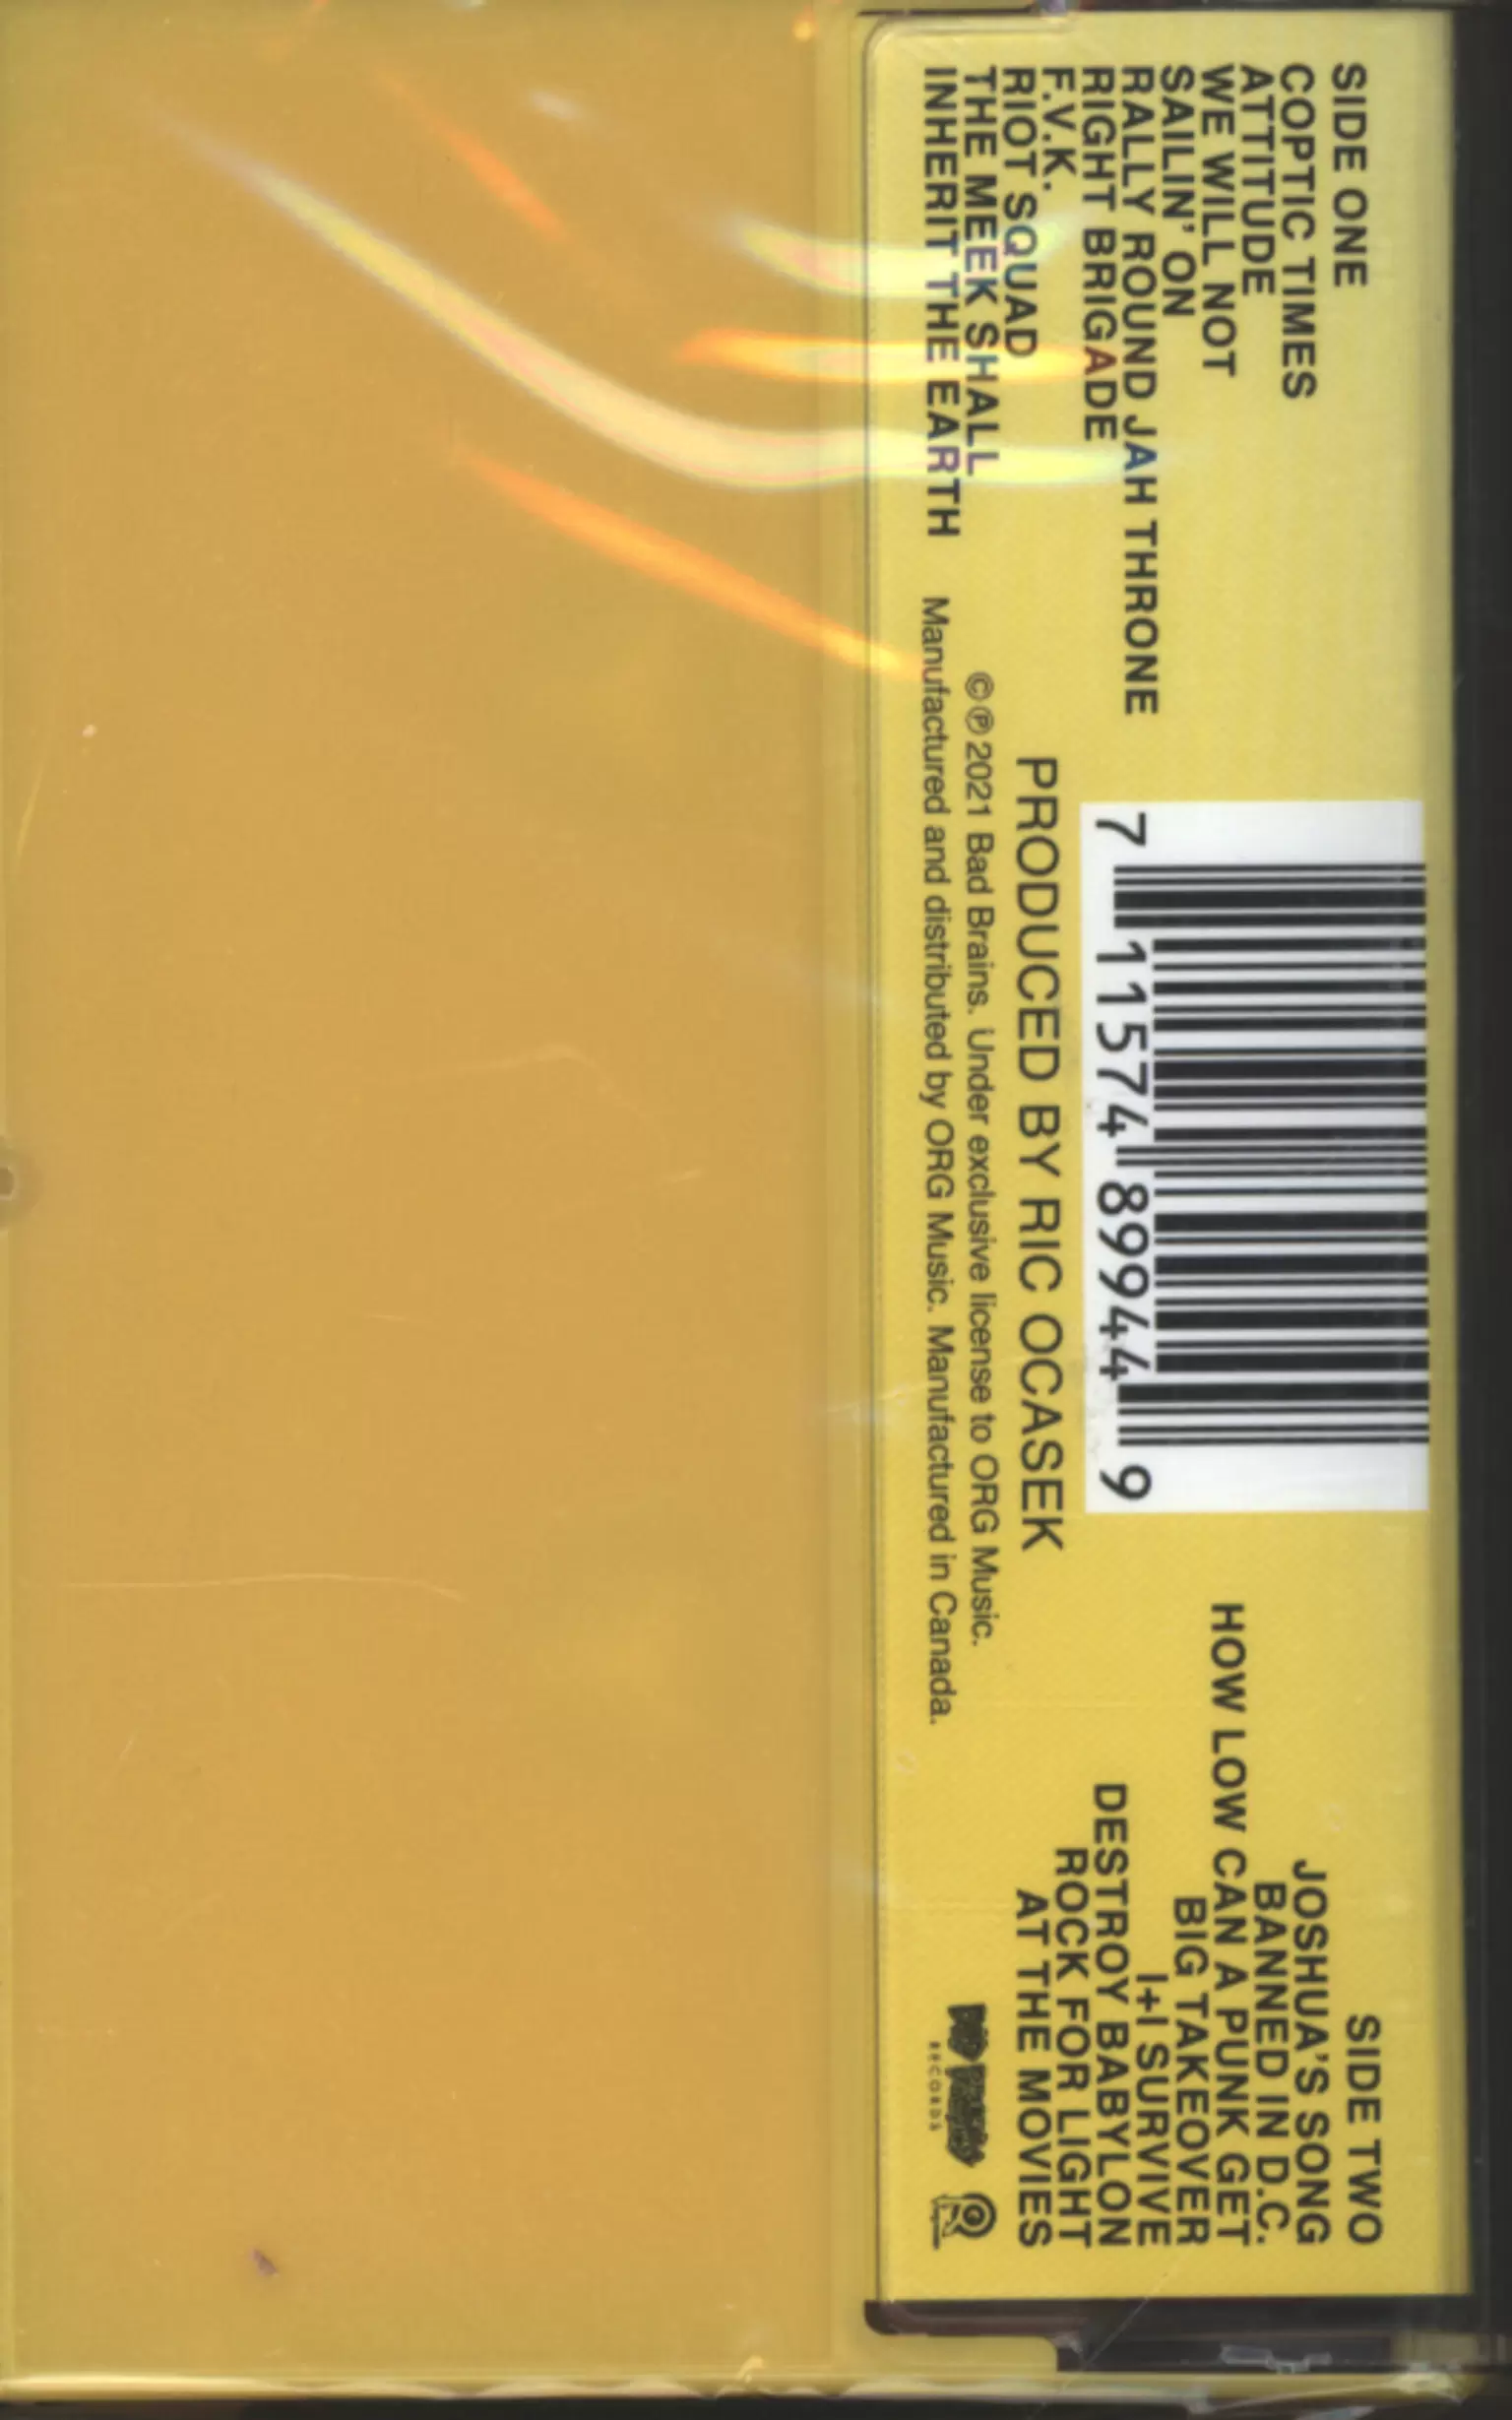 SIDE ONE
COPTIC TIMES
ATTITUDE
WE WILL NOT
SAILIN' ON
RALLY ROUND JAH THRONE
RIGHT BRIGADE
F.V.K.
RIOT SQUAD
THE MEEK SHALL
INHERIT THE EARTH
7 11574 89944 9
PRODUCED BY RIC OCASEK
©℗ 2021 Bad Brains. Under exclusive license to ORG Music.
Manufactured and distributed by ORG Music. Manufactured in Canada.
SIDE TWO
JOSHUA'S SONG
BANNED IN D.C.
HOW LOW CAN A PUNK GET
BIG TAKEOVER
I+I SURVIVE
DESTROY BABYLON
ROCK FOR LIGHT
AT THE MOVIES
BAD BRAINS
RECORDS